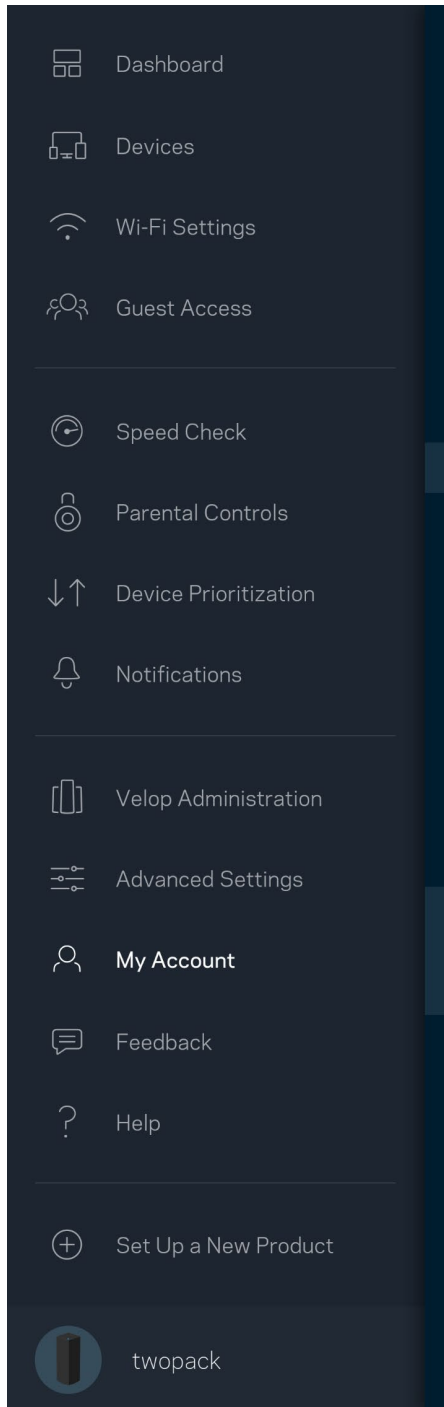 Dashboard
Devices
Wi-Fi Settings
Guest Access
Speed Check
Parental Controls
Device Prioritization
Notifications
Velop Administration
Advanced Settings
My Account
Feedback
Help
Set Up a New Product
twopack